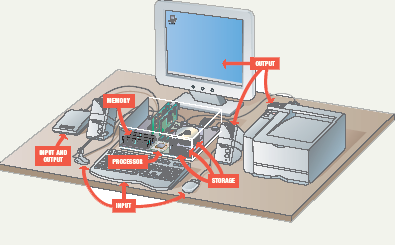 OUTPUT
MEMORY
INPUT AND
OUTPUT
PROCESSOR
STORAGE
INPUT